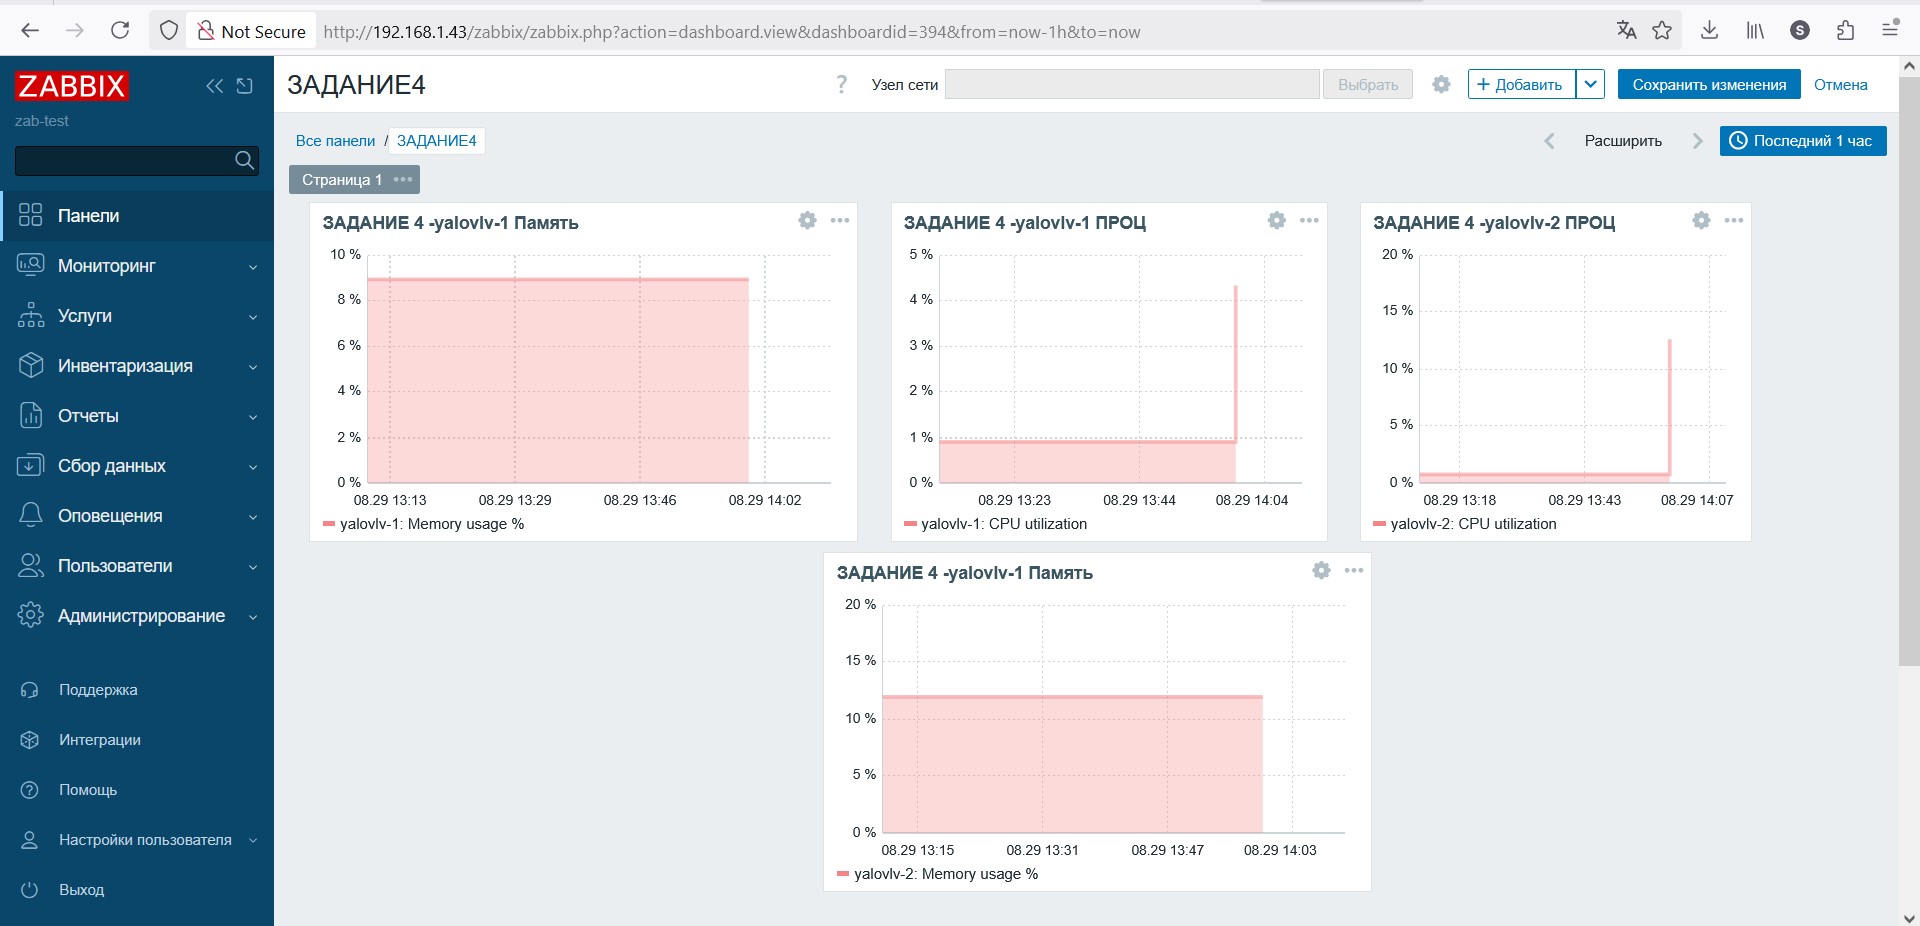 Not Secure http://192.168.1.43/zabbix/zabbix.php?action=dashboard.view&dashboardid=394&from=now-1h&to=now S
ZABBIX
zab-test
Панели
Мониторинг
Услуги
Инвентаризация
Отчеты
Сбор данных
Оповещения
Пользователи
Администрирование
Поддержка
Интеграции
Помощь
Настройки пользователя
Выход
ЗАДАНИЕ4
? Узел сети Выбрать + Добавить Сохранить изменения Отмена
Все панели / ЗАДАНИЕ4
Расширить Последний 1 час
Страница 1
ЗАДАНИЕ 4 -yalovlv-1 Память
10 %
8 %
6 %
4 %
2 %
0 %
08.29 13:13 08.29 13:29 08.29 13:46 08.29 14:02
yalovlv-1: Memory usage %
ЗАДАНИЕ 4 -yalovlv-1 ПРОЦ
5 %
4 %
3 %
2 %
1 %
0 %
08.29 13:23 08.29 13:44 08.29 14:04
yalovlv-1: CPU utilization
ЗАДАНИЕ 4 -yalovlv-2 ПРОЦ
20 %
15 %
10 %
5 %
0 %
08.29 13:18 08.29 13:43 08.29 14:07
yalovlv-2: CPU utilization
ЗАДАНИЕ 4 -yalovlv-1 Память
20 %
15 %
10 %
5 %
0 %
08.29 13:15 08.29 13:31 08.29 13:47 08.29 14:03
yalovlv-2: Memory usage %